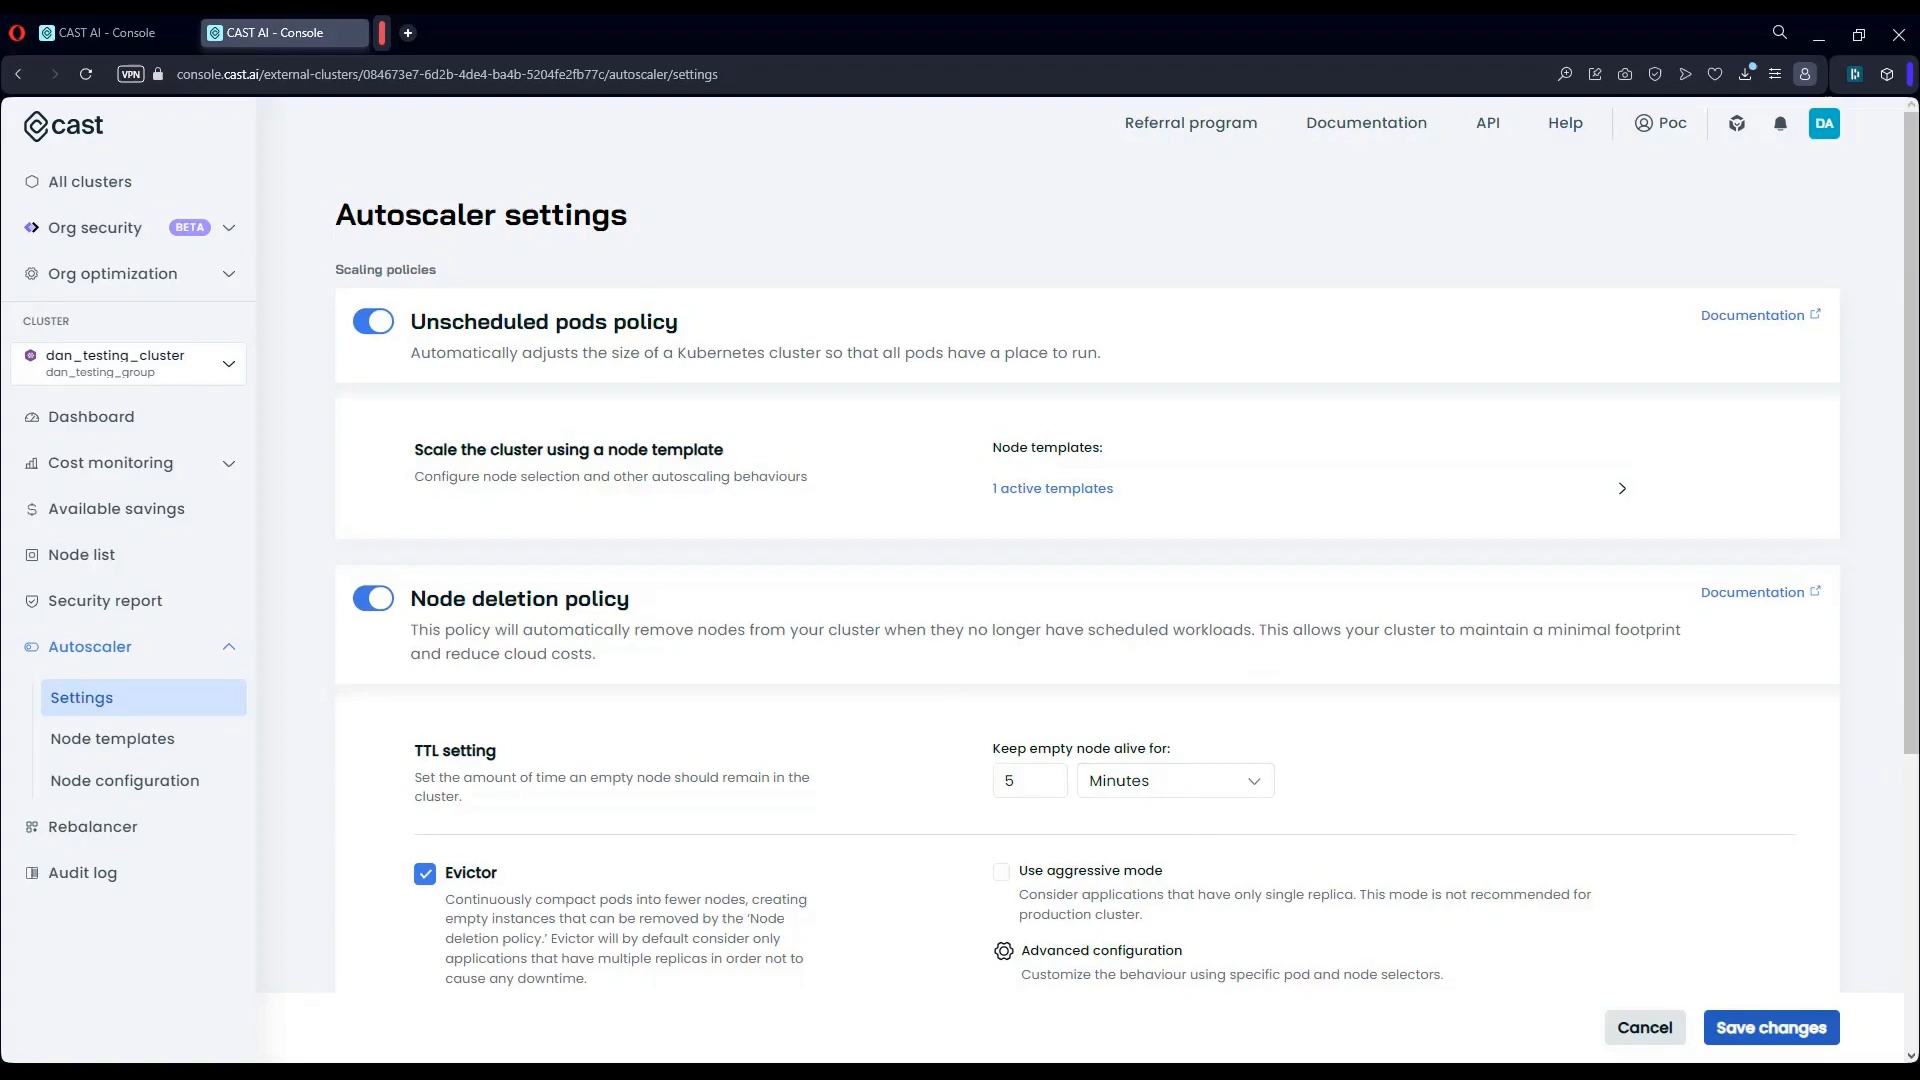 CAST AI - Console
CAST AI - Console
VPN
console.cast.ai/external-clusters/084673e7-6d2b-4de4-ba4b-5204fe2fb77c/autoscaler/settings
cast
Referral program
Documentation
API
Help
Poc
DA
All clusters
Org security BETA
Org optimization
CLUSTER
dan_testing_cluster
dan_testing_group
Dashboard
Cost monitoring
Available savings
Node list
Security report
Autoscaler
Settings
Node templates
Node configuration
Rebalancer
Audit log
Autoscaler settings
Scaling policies
Unscheduled pods policy
Documentation
Automatically adjusts the size of a Kubernetes cluster so that all pods have a place to run.
Scale the cluster using a node template
Configure node selection and other autoscaling behaviours
Node templates:
1 active templates
Node deletion policy
Documentation
This policy will automatically remove nodes from your cluster when they no longer have scheduled workloads. This allows your cluster to maintain a minimal footprint
and reduce cloud costs.
TTL setting
Set the amount of time an empty node should remain in the
cluster.
Keep empty node alive for:
5
Minutes
Evictor
Continuously compact pods into fewer nodes, creating
empty instances that can be removed by the 'Node
deletion policy.' Evictor will by default consider only
applications that have multiple replicas in order not to
cause any downtime.
Use aggressive mode
Consider applications that have only single replica. This mode is not recommended for
production cluster.
Advanced configuration
Customize the behaviour using specific pod and node selectors.
Cancel
Save changes